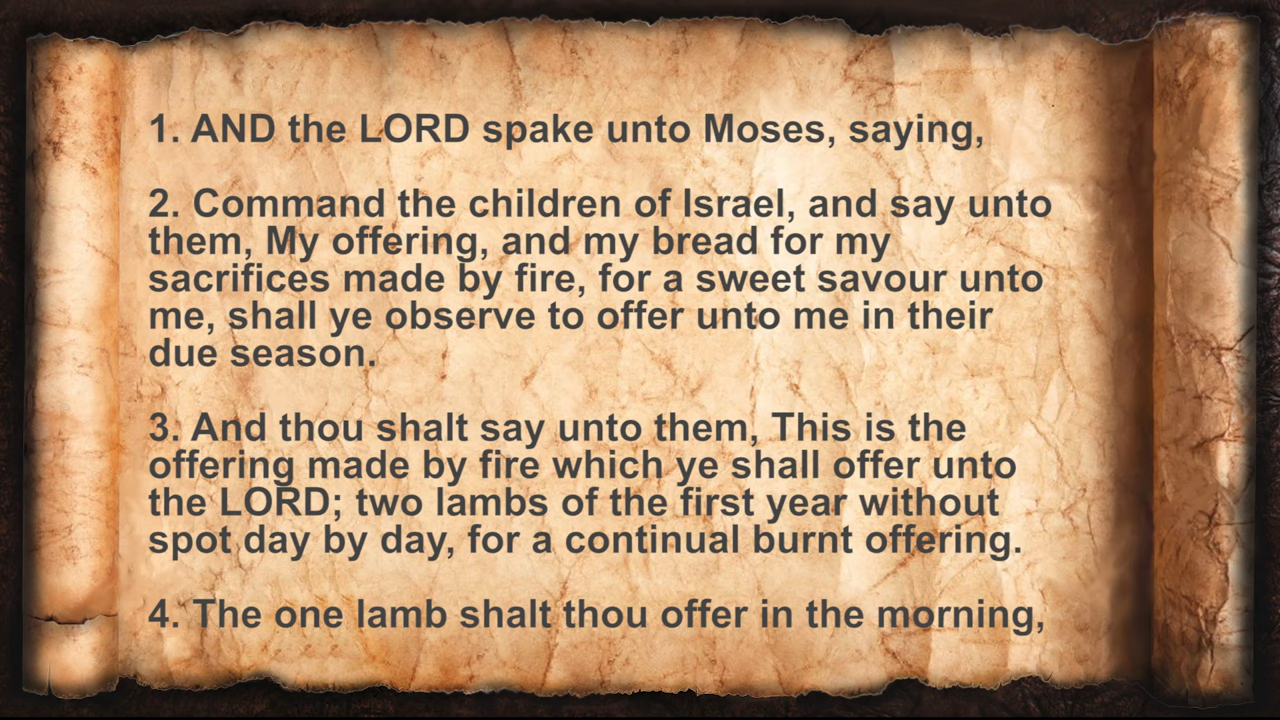 1. AND the LORD spake unto Moses, saying,
2. Command the children of Israel, and say unto
them, My offering, and my bread for my
sacrifices made by fire, for a sweet savour unto
me, shall ye observe to offer unto me in their
due season.
3. And thou shalt say unto them, This is the
offering made by fire which ye shall offer unto
the LORD; two lambs of the first year without
spot day by day, for a continual burnt offering.
4. The one lamb shalt thou offer in the morning,